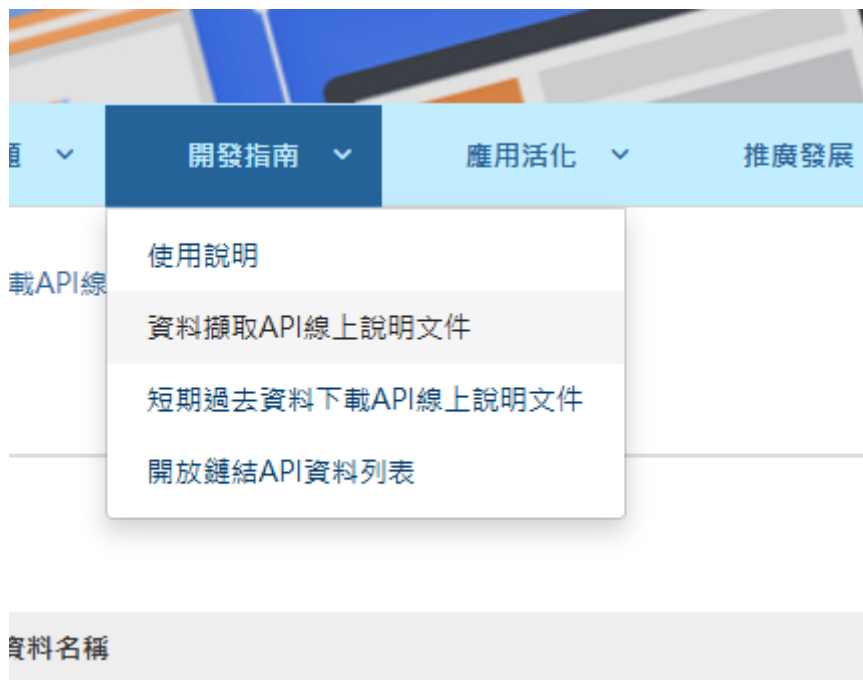 開發指南
應用活化
推廣發展
使用說明
載API線
資料擷取API線上說明文件
短期過去資料下載API線上說明文件
開放鏈結API資料列表
資料名稱